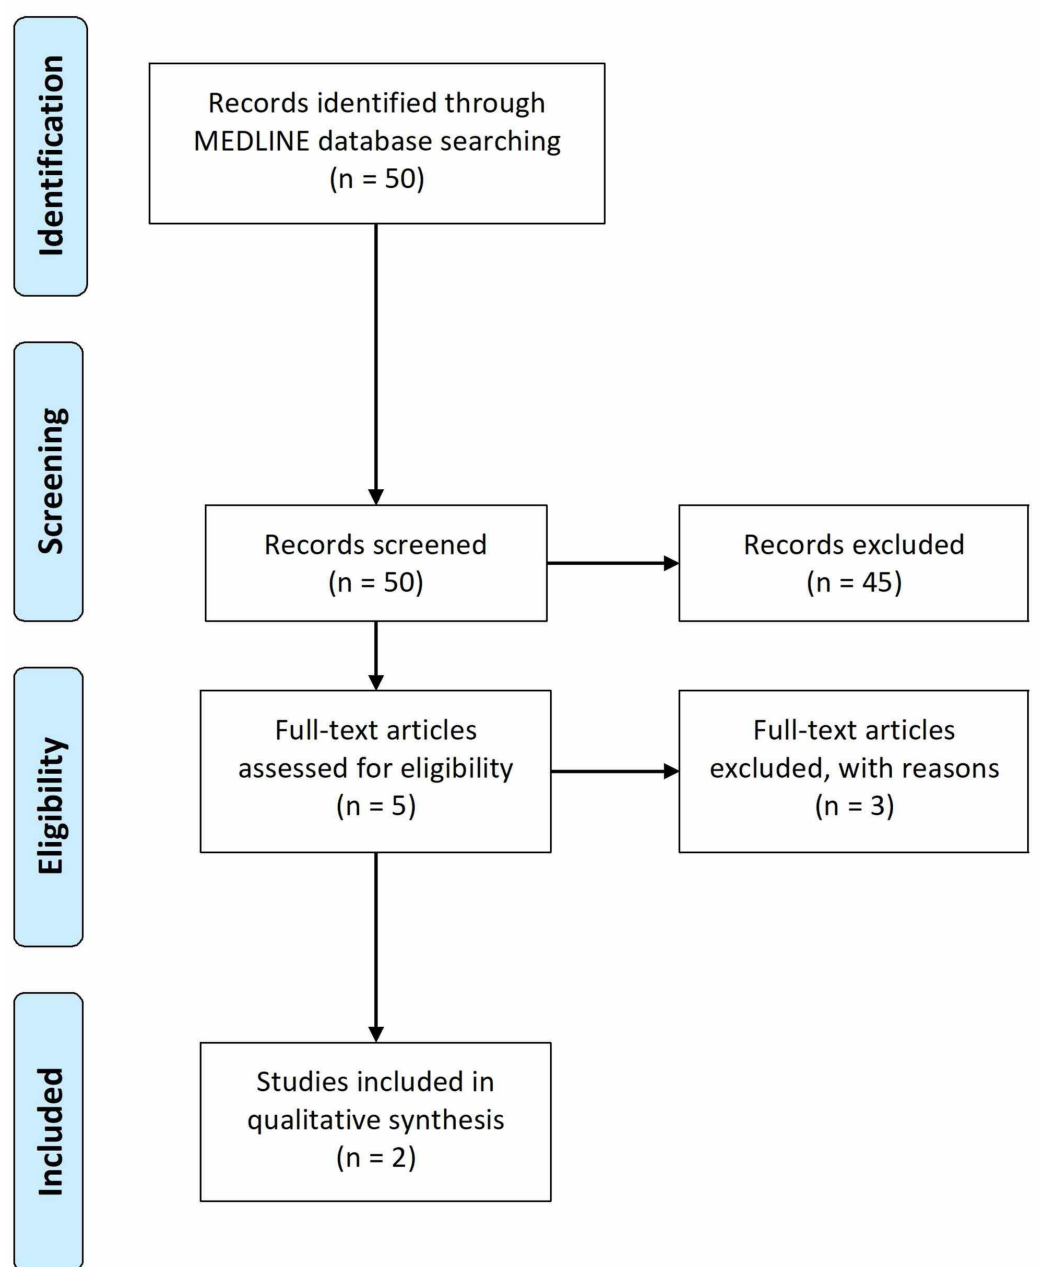 Identification
Records identified through
MEDLINE database searching
(n = 50)
Screening
Records screened
(n = 50)
Records excluded
(n = 45)
Eligibility
Full-text articles
assessed for eligibility
(n = 5)
Full-text articles
excluded, with reasons
(n = 3)
Included
Studies included in
qualitative synthesis
(n = 2)